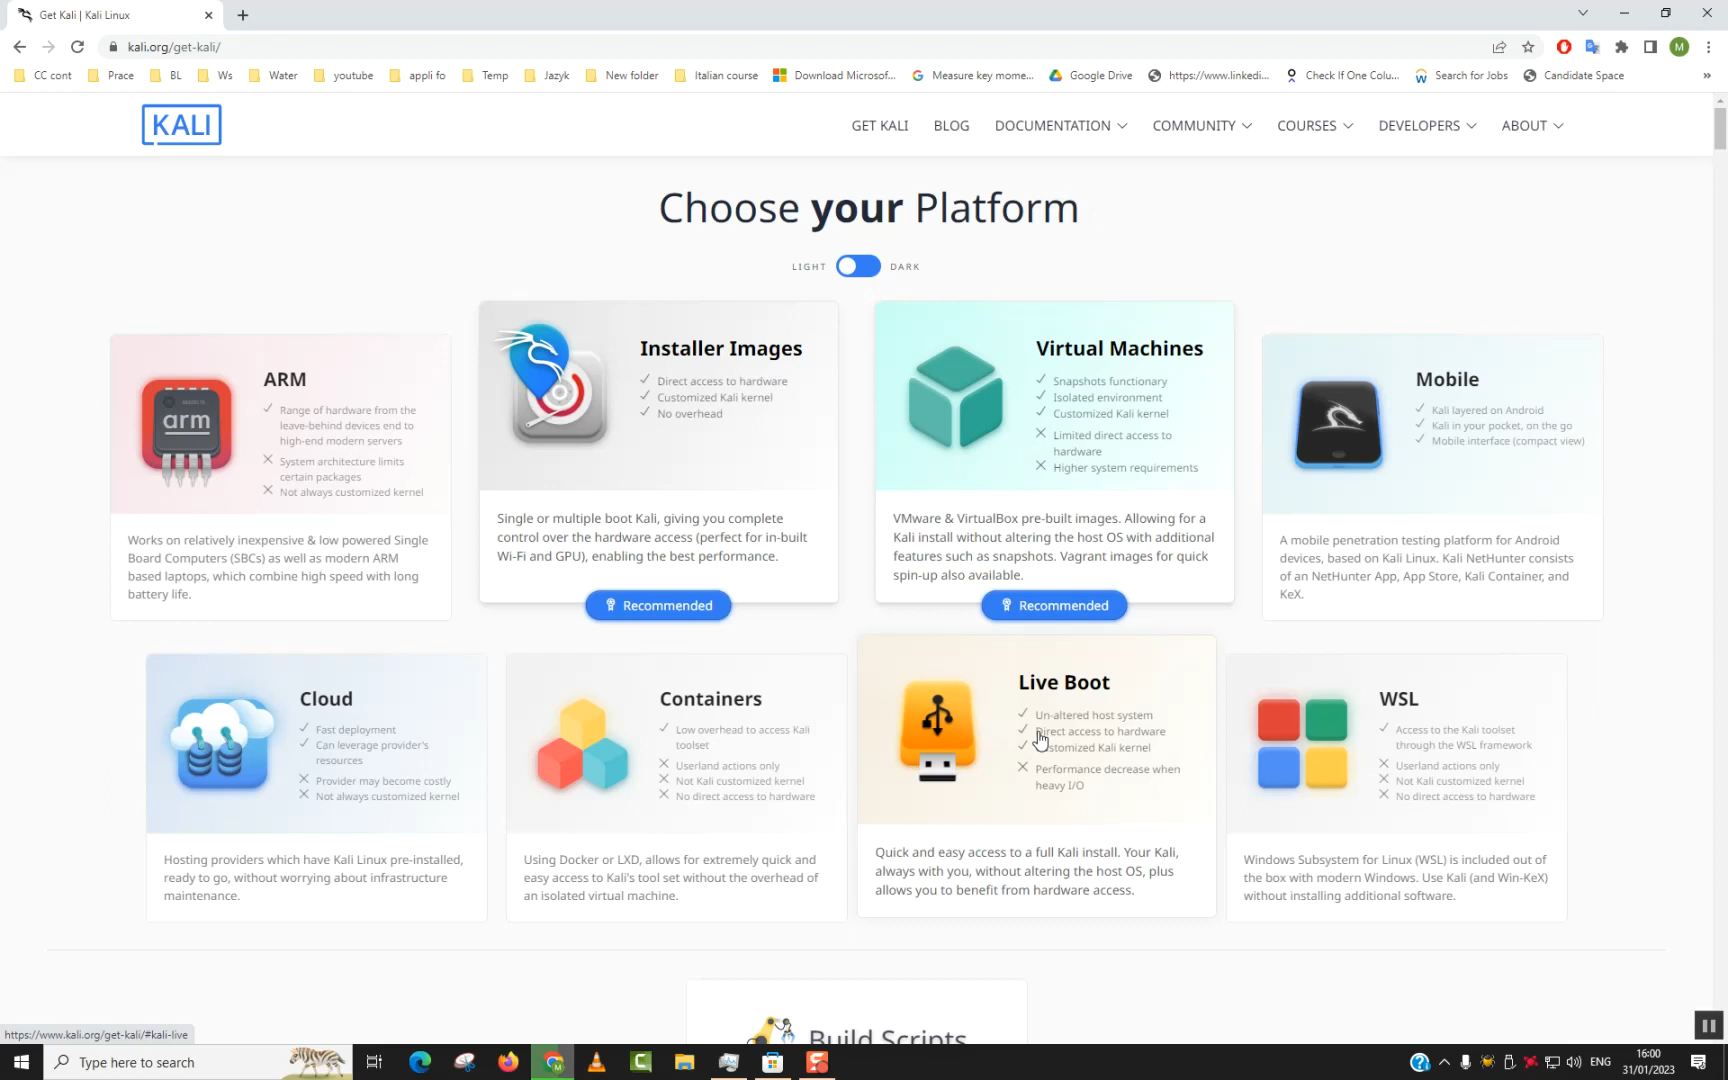 Get Kali | Kali Linux
kali.org/get-kali/
M
CC cont
Prace
BL
Ws
Water
youtube
appli fo
Temp
Jazyk
New folder
Italian course
Download Microsof...
Measure key mome...
Google Drive
https://www.linkedi...
Check If One Colu...
Search for Jobs
Candidate Space
»
KALI
GET KALI
BLOG
DOCUMENTATION
COMMUNITY
COURSES
DEVELOPERS
ABOUT
Choose your Platform
LIGHT
DARK
arm
ARM
Range of hardware from the
leave-behind devices end to
high-end modern servers
System architecture limits
certain packages
Not always customized kernel
Works on relatively inexpensive & low powered Single
Board Computers (SBCs) as well as modern ARM
based laptops, which combine high speed with long
battery life.
Installer Images
Direct access to hardware
Customized Kali kernel
No overhead
Single or multiple boot Kali, giving you complete
control over the hardware access (perfect for in-built
Wi-Fi and GPU), enabling the best performance.
Recommended
Virtual Machines
Snapshots functionary
Isolated environment
Customized Kali kernel
Limited direct access to
hardware
Higher system requirements
VMware & VirtualBox pre-built images. Allowing for a
Kali install without altering the host OS with additional
features such as snapshots. Vagrant images for quick
spin-up also available.
Recommended
Mobile
Kali layered on Android
Kali in your pocket, on the go
Mobile interface (compact view)
A mobile penetration testing platform for Android
devices, based on Kali Linux. Kali NetHunter consists
of an NetHunter App, App Store, Kali Container, and
KeX.
Cloud
Fast deployment
Can leverage provider's
resources
Provider may become costly
Not always customized kernel
Hosting providers which have Kali Linux pre-installed,
ready to go, without worrying about infrastructure
maintenance.
Containers
Low overhead to access Kali
toolset
Userland actions only
Not Kali customized kernel
No direct access to hardware
Using Docker or LXD, allows for extremely quick and
easy access to Kali's tool set without the overhead of
an isolated virtual machine.
Live Boot
Un-altered host system
Direct access to hardware
Customized Kali kernel
Performance decrease when
heavy I/O
Quick and easy access to a full Kali install. Your Kali,
always with you, without altering the host OS, plus
allows you to benefit from hardware access.
WSL
Access to the Kali toolset
through the WSL framework
Userland actions only
Not Kali customized kernel
No direct access to hardware
Windows Subsystem for Linux (WSL) is included out of
the box with modern Windows. Use Kali (and Win-KeX)
without installing additional software.
Build Scripts
https://www.kali.org/get-kali/#kali-live
Type here to search
ENG
16:00
31/01/2023